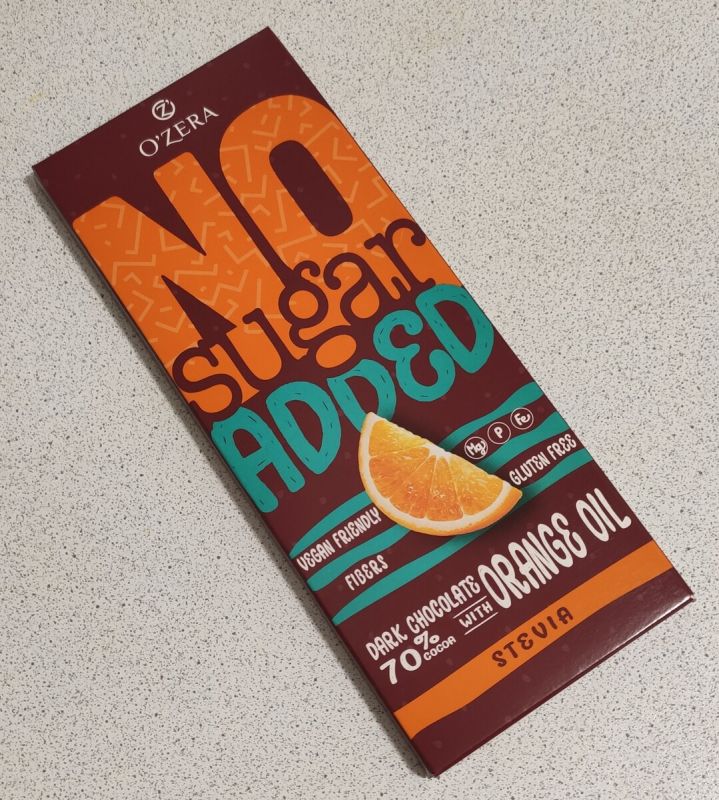 O'ZERA
NO
sugar
ADDED
Mg P Fe
VEGAN FRIENDLY
GLUTEN FREE
FIBERS
DARK CHOCOLATE
70% COCOA
WITH
ORANGE OIL
STEVIA